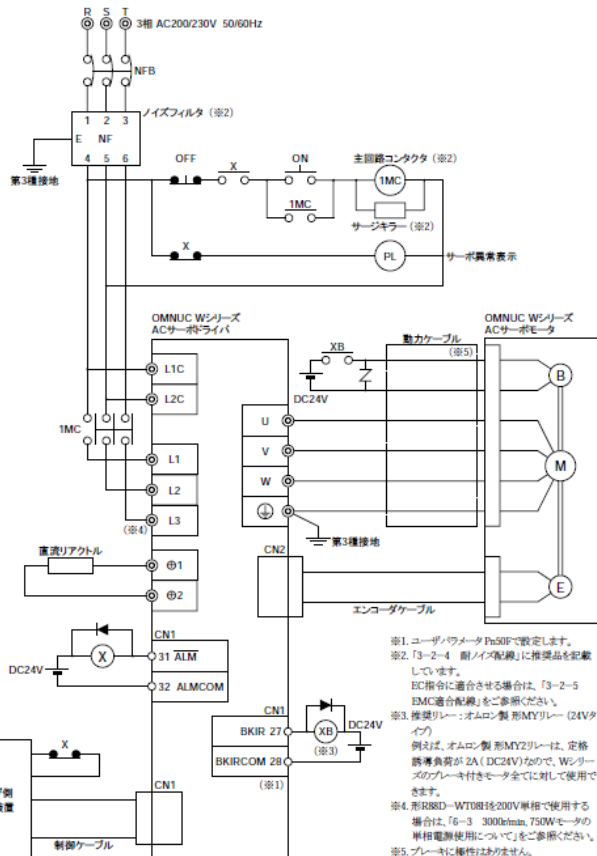 R S T
3相 AC200/230V 50/60Hz
NFB
1 2 3
ノイズフィルタ (※2)
E NF
4 5 6
第3種接地
OFF
X
ON
主回路コンタクタ (※2)
1MC
1MC
サージキラー (※2)
X
PL
サーボ異常表示
OMNUC Wシリーズ
ACサーボドライバ
OMNUC Wシリーズ
ACサーボモータ
動力ケーブル
(※5)
XB
DC24V
B
L1C
L2C
1MC
U
V
W
M
L1
L2
L3
(※4)
第3種接地
直流リアクトル
⊕1
⊕2
CN2
エンコーダケーブル
E
CN1
X
DC24V
31 ALM
32 ALMCOM
CN1
BKIR 27
XB
(※3)
DC24V
BKIRCOM 28
(※1)
X
側
装置
CN1
制御ケーブル
※1. ユーザパラメータ Pn50Fで設定します。
※2. 「3-2-4 耐ノイズ配線」に推奨品を記載
しています。
EC指令に適合させる場合は、「3-2-5
EMC適合配線」をご参照ください。
※3. 推奨リレー：オムロン製 形MYリレー (24Vタ
イプ)
例えば、オムロン製 形MY2リレーは、定格
誘導負荷が 2A (DC24V)なので、Wシリー
ズのブレーキ付きモータ全てに対して使用で
きます。
※4. 形R88D-WT08Hを200V単相で使用する
場合は、「6-3 3000r/min, 750Wモータの
単相電源使用について」をご参照ください。
※5. ブレーキに極性はありません。